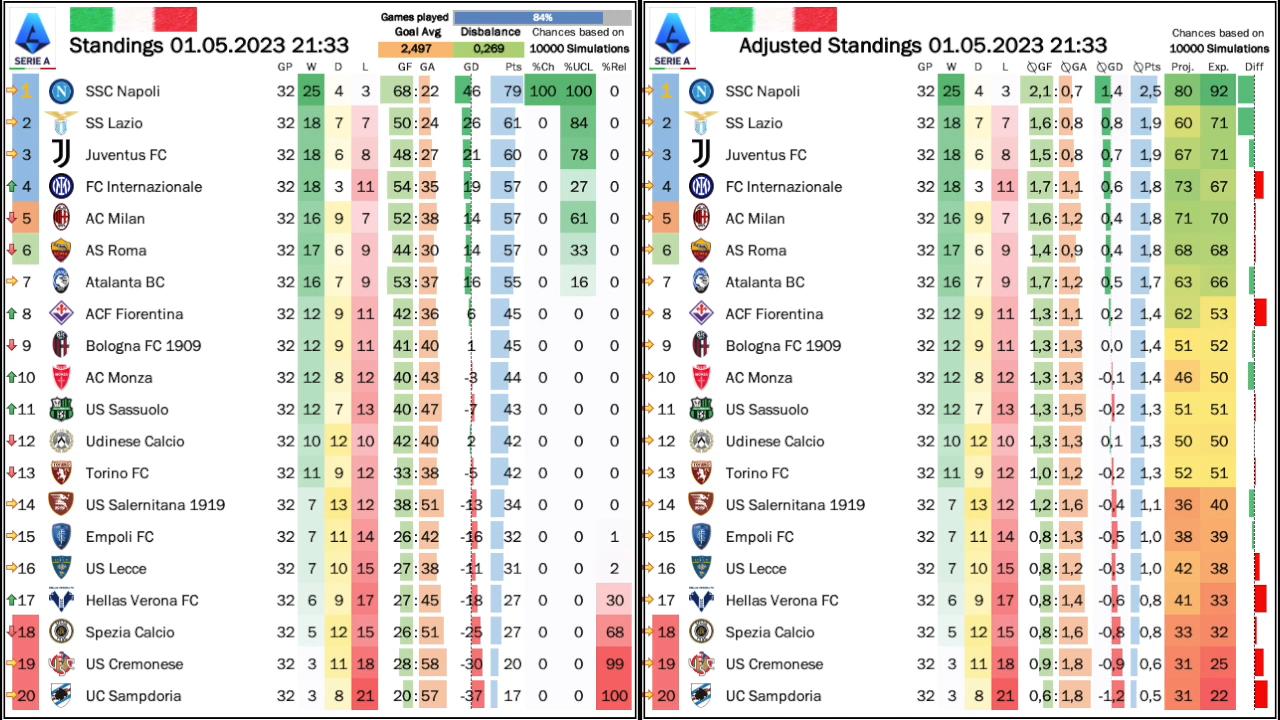 Games played 84%
Goal Avg Disbalance Chances based on
Standings 01.05.2023 21:33 2,497 0,269 10000 Simulations
SERIE A
GP W D L GF GA GD Pts %Ch %UCL %Rel
1 SSC Napoli 32 25 4 3 68:22 46 79 100 100 0
2 SS Lazio 32 18 7 7 50:24 26 61 0 84 0
3 Juventus FC 32 18 6 8 48:27 21 60 0 78 0
4 FC Internazionale 32 18 3 11 54:35 19 57 0 27 0
5 AC Milan 32 16 9 7 52:38 14 57 0 61 0
6 AS Roma 32 17 6 9 44:30 14 57 0 33 0
7 Atalanta BC 32 16 7 9 53:37 16 55 0 16 0
8 ACF Fiorentina 32 12 9 11 42:36 6 45 0 0 0
9 Bologna FC 1909 32 12 9 11 41:40 1 45 0 0 0
10 AC Monza 32 12 8 12 40:43 -3 44 0 0 0
11 US Sassuolo 32 12 7 13 40:47 -7 43 0 0 0
12 Udinese Calcio 32 10 12 10 42:40 2 42 0 0 0
13 Torino FC 32 11 9 12 33:38 -5 42 0 0 0
14 US Salernitana 1919 32 7 13 12 38:51 -13 34 0 0 0
15 Empoli FC 32 7 11 14 26:42 -16 32 0 0 1
16 US Lecce 32 7 10 15 27:38 -11 31 0 0 2
17 Hellas Verona FC 32 6 9 17 27:45 -18 27 0 0 30
18 Spezia Calcio 32 5 12 15 26:51 -25 27 0 0 68
19 US Cremonese 32 3 11 18 28:58 -30 20 0 0 99
20 UC Sampdoria 32 3 8 21 20:57 -37 17 0 0 100
Chances based on
Adjusted Standings 01.05.2023 21:33 10000 Simulations
SERIE A
GP W D L ∅GF ∅GA ∅GD ∅Pts Proj. Exp. Diff
1 SSC Napoli 32 25 4 3 2,1:0,7 1,4 2,5 80 92
2 SS Lazio 32 18 7 7 1,6:0,8 0,8 1,9 60 71
3 Juventus FC 32 18 6 8 1,5:0,8 0,7 1,9 67 71
4 FC Internazionale 32 18 3 11 1,7:1,1 0,6 1,8 73 67
5 AC Milan 32 16 9 7 1,6:1,2 0,4 1,8 71 70
6 AS Roma 32 17 6 9 1,4:0,9 0,4 1,8 68 68
7 Atalanta BC 32 16 7 9 1,7:1,2 0,5 1,7 63 66
8 ACF Fiorentina 32 12 9 11 1,3:1,1 0,2 1,4 62 53
9 Bologna FC 1909 32 12 9 11 1,3:1,3 0,0 1,4 51 52
10 AC Monza 32 12 8 12 1,3:1,3 -0,1 1,4 46 50
11 US Sassuolo 32 12 7 13 1,3:1,5 -0,2 1,3 51 51
12 Udinese Calcio 32 10 12 10 1,3:1,3 0,1 1,3 50 50
13 Torino FC 32 11 9 12 1,0:1,2 -0,2 1,3 52 51
14 US Salernitana 1919 32 7 13 12 1,2:1,6 -0,4 1,1 36 40
15 Empoli FC 32 7 11 14 0,8:1,3 -0,5 1,0 38 39
16 US Lecce 32 7 10 15 0,8:1,2 -0,3 1,0 42 38
17 Hellas Verona FC 32 6 9 17 0,8:1,4 -0,6 0,8 41 33
18 Spezia Calcio 32 5 12 15 0,8:1,6 -0,8 0,8 33 32
19 US Cremonese 32 3 11 18 0,9:1,8 -0,9 0,6 31 25
20 UC Sampdoria 32 3 8 21 0,6:1,8 -1,2 0,5 31 22